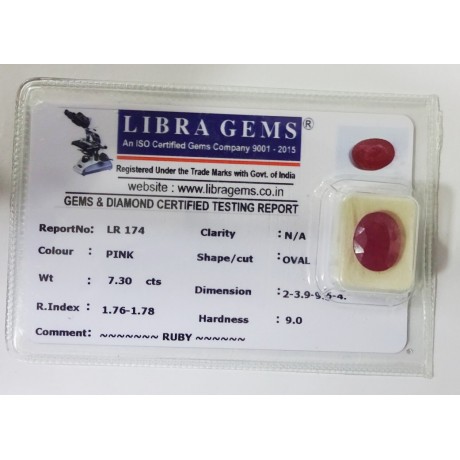 LIBRA GEMS®
An ISO Certified Gems Company 9001 - 2015
Registered Under the Trade Marks with Govt. of India
website : www.libragems.co.in
GEMS & DIAMOND CERTIFIED TESTING REPORT
ReportNo: LR 174 Clarity : N/A
Colour : PINK Shape/cut : OVAL
Wt : 7.30 cts Dimension :
R.Index : 1.76-1.78 Hardness : 9.0
Comment: ~~~~~~~ RUBY ~~~~~~